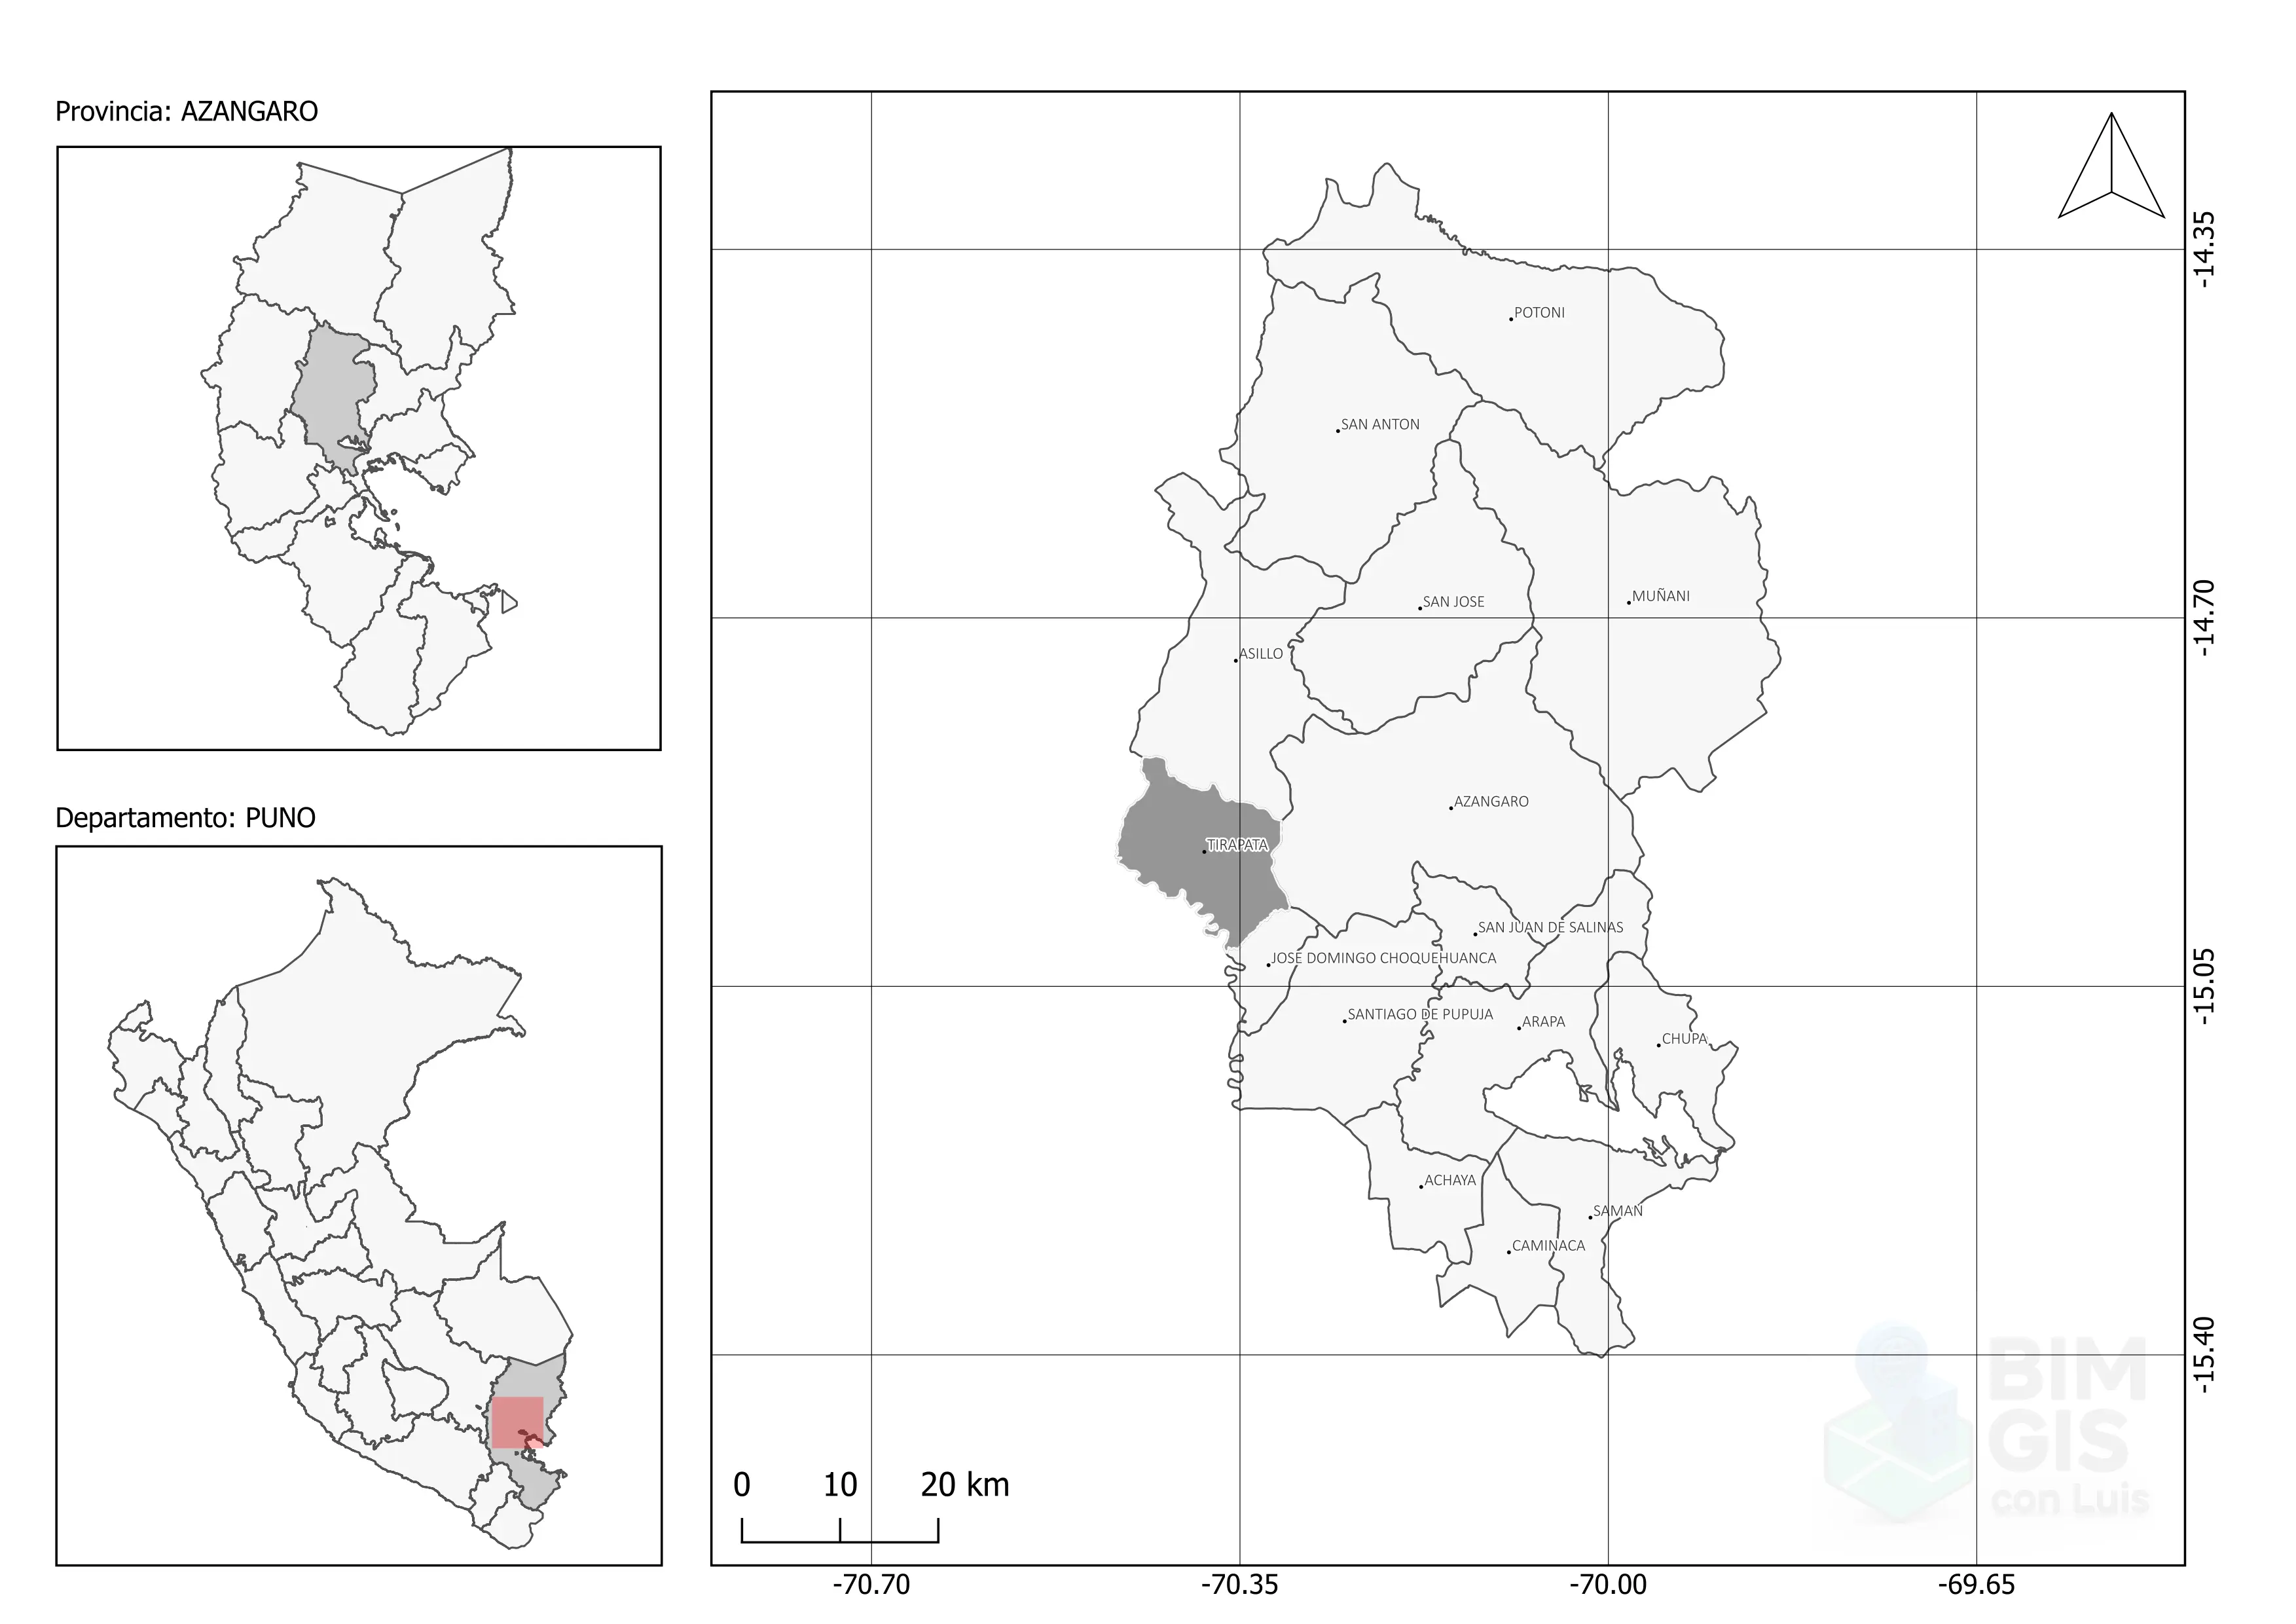 Provincia: AZANGARO
Departamento: PUNO
POTONI
SAN ANTON
SAN JOSE
MUÑANI
ASILLO
AZANGARO
TIRAPATA
SAN JUAN DE SALINAS
JOSE DOMINGO CHOQUEHUANCA
SANTIAGO DE PUPUJA
ARAPA
CHUPA
ACHAYA
SAMAN
CAMINACA
-14.35
-14.70
-15.05
-15.40
0 10 20 km
-70.70 -70.35 -70.00 -69.65
BIM
GIS
con Luis